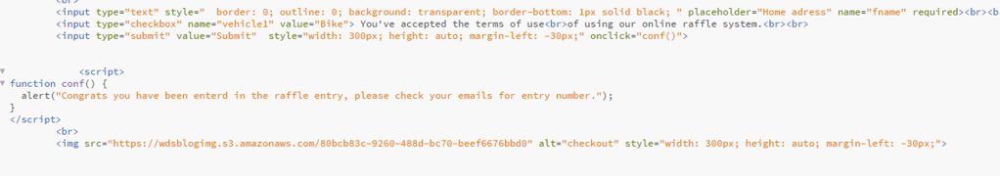 <br>
<input type="text" style="  border: 0; outline: 0; background: transparent; border-bottom: 1px solid black; " placeholder="Home adress" name="fname" required><br><b
<input type="checkbox" name="vehicle1" value="Bike"> You've accepted the terms of use<br>of using our online raffle system.<br><br>
<input type="submit" value="Submit"  style="width: 300px; height: auto; margin-left: -30px;" onclick="conf()">
<script>
function conf() {
alert("Congrats you have been enterd in the raffle entry, please check your emails for entry number.");
}
</script>
<br>
<img src="https://wdsblogimg.s3.amazonaws.com/80bcb83c-9260-488d-bc70-beef6676bbd0" alt="checkout" style="width: 300px; height: auto; margin-left: -30px;">